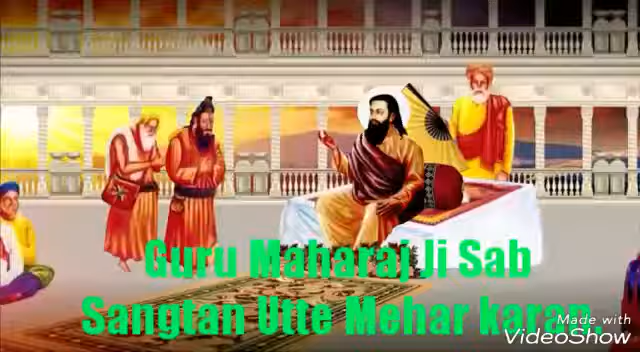 Guru Maharaj Ji Sab
Sangtan Utte Mehar karan.
Made with
VideoShow